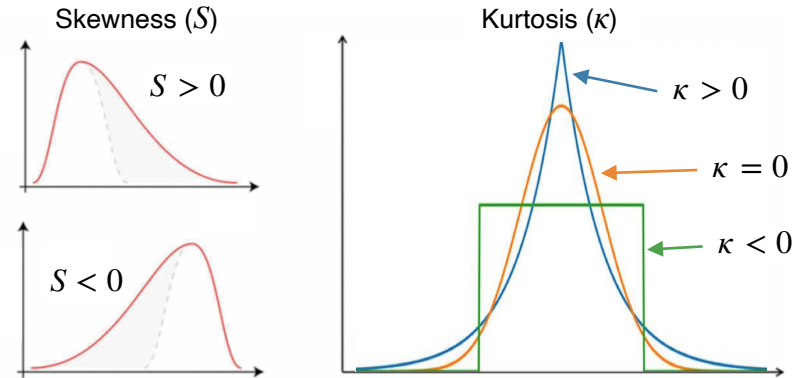 Skewness (S)
S > 0
S < 0
Kurtosis (κ)
κ > 0
κ = 0
κ < 0